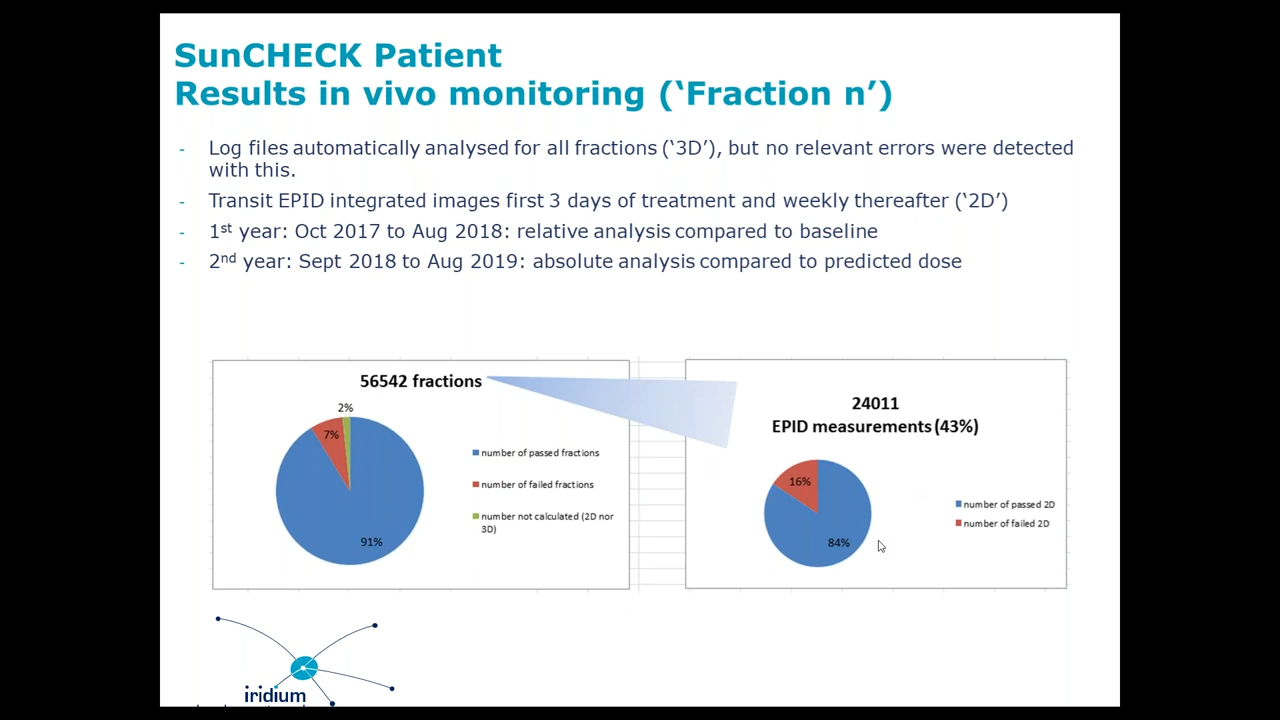 SunCHECK Patient
Results in vivo monitoring (‘Fraction n’)
- Log files automatically analysed for all fractions (‘3D’), but no relevant errors were detected
with this.
- Transit EPID integrated images first 3 days of treatment and weekly thereafter (‘2D’)
- 1st year: Oct 2017 to Aug 2018: relative analysis compared to baseline
- 2nd year: Sept 2018 to Aug 2019: absolute analysis compared to predicted dose
56542 fractions
2%
7%
91%
number of passed fractions
number of failed fractions
number not calculated (2D nor
3D)
24011
EPID measurements (43%)
16%
84%
number of passed 2D
number of failed 2D
iridium